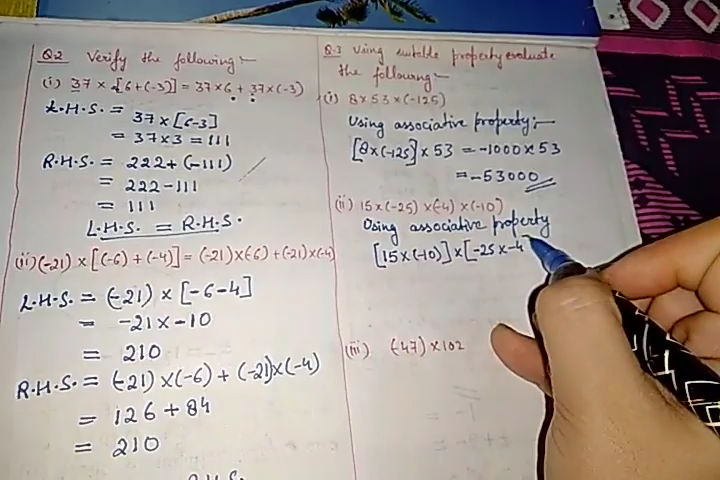 Q.2 Verify the following:-
(i) 37 × [6+(-3)] = 37×6 + 37×(-3)
L.H.S. = 37×[6-3]
= 37×3 = 111
R.H.S. = 222+(-111)
= 222-111
= 111
L.H.S. = R.H.S.
(ii) (-21) × [(-6)+(-4)] = (-21)×(-6)+(-21)×(-4)
L.H.S. = (-21) × [-6-4]
= -21×-10
= 210
R.H.S. = (-21)×(-6) + (-21)×(-4)
= 126+84
= 210
Q.3 Using suitable property evaluate
the following:-
(i) 8×53×(-125)
Using associative property:-
[8×(-125)]×53 = -1000×53
= -53000
(ii) 15×(-25)×(-4)×(-10)
Using associative property
[15×(-10)]×[-25×-4
(iii) (-47)×102